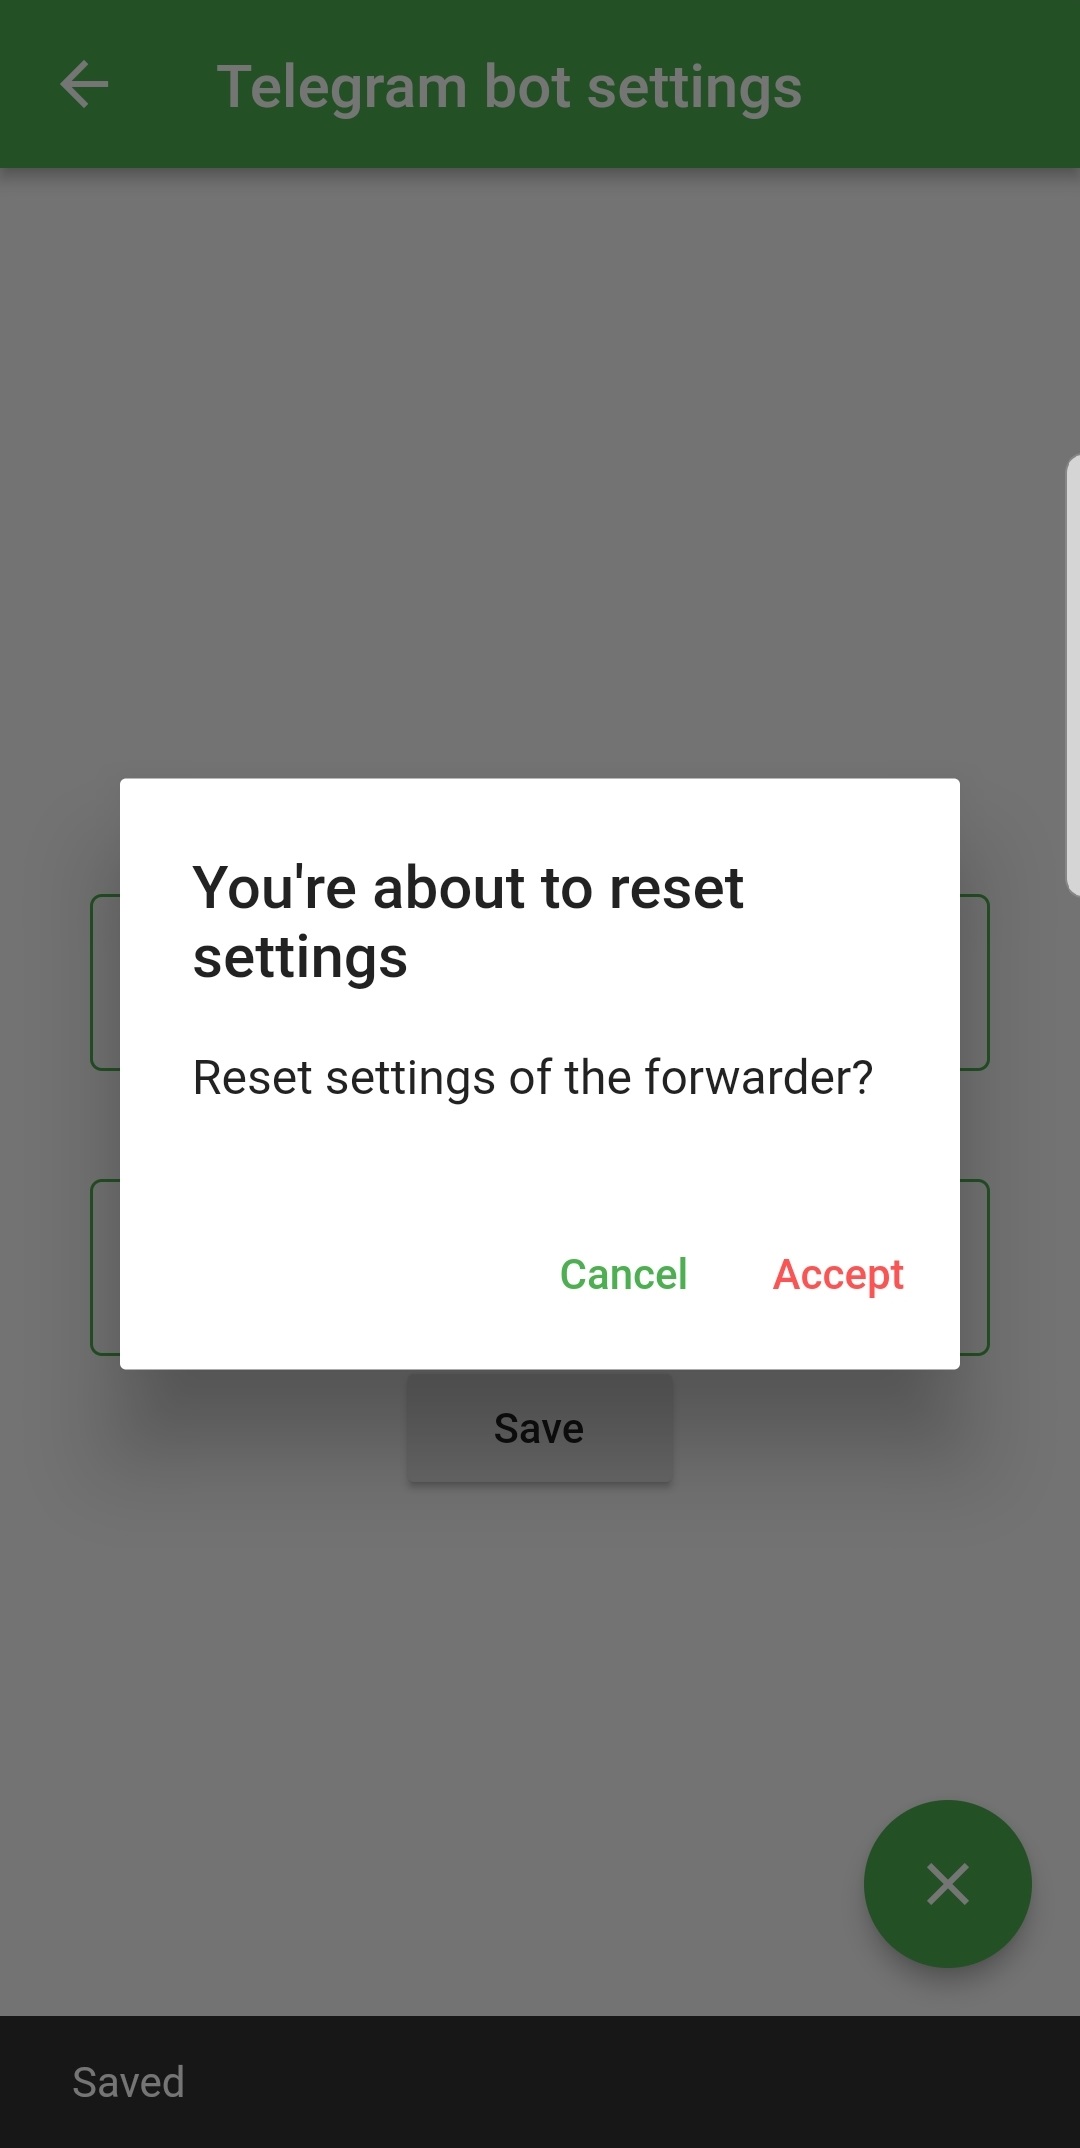 Telegram bot settings
You're about to reset
settings
Reset settings of the forwarder?
Cancel Accept
Save
Saved